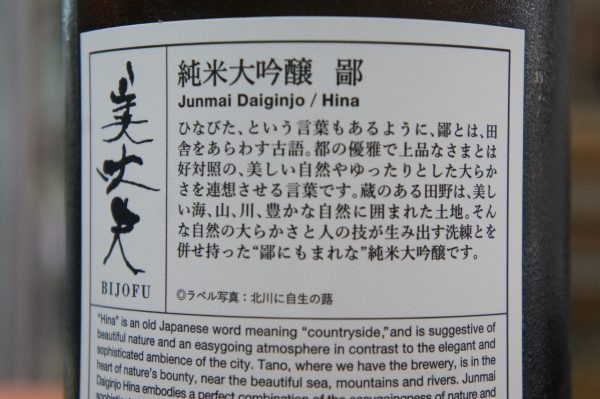 美丈夫
BIJOFU
純米大吟醸 鄙
Junmai Daiginjo / Hina
ひなびた、という言葉もあるように、鄙とは、田
舎をあらわす古語。都の優雅で上品なさまとは
好対照の、美しい自然やゆったりとした大らか
さを連想させる言葉です。蔵のある田野は、美し
い海、山、川、豊かな自然に囲まれた土地。そん
な自然の大らかさと人の技が生み出す洗練とを
併せ持った“鄙にもまれな”純米大吟醸です。
◎ラベル写真：北川に自生の蕗
"Hina" is an old Japanese word meaning "countryside," and is suggestive of
beautiful nature and an easygoing atmosphere in contrast to the elegant and
sophisticated ambience of the city. Tano, where we have the brewery, is in the
heart of nature's bounty, near the beautiful sea, mountains and rivers. Junmai
Daiginjo Hina embodies a perfect combination of the easygoingness of nature and